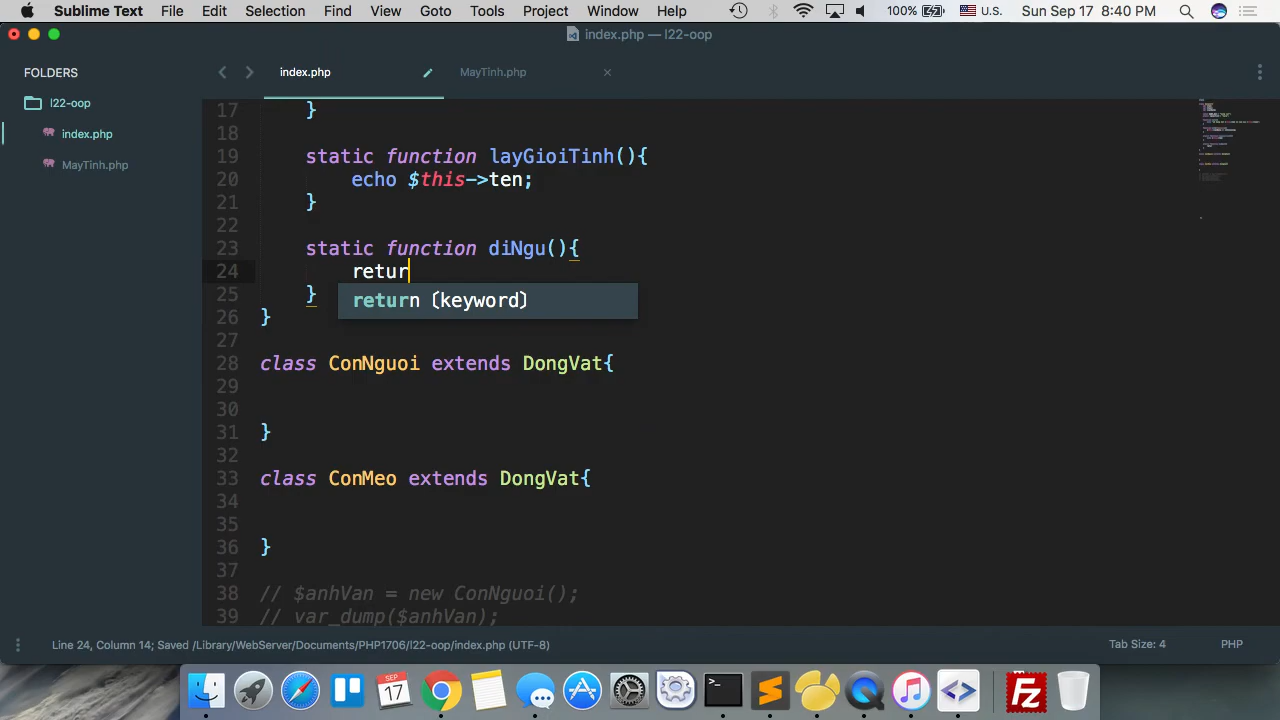 Sublime Text File Edit Selection Find View Goto Tools Project Window Help 100% U.S. Sun Sep 17 8:40 PM
index.php — l22-oop
FOLDERS
l22-oop
index.php
MayTinh.php
index.php MayTinh.php ×
17 }
18
19 static function layGioiTinh(){
20 echo $this->ten;
21 }
22
23 static function diNgu(){
24 retur
return (keyword)
25 }
26 }
27
28 class ConNguoi extends DongVat{
29
30
31 }
32
33 class ConMeo extends DongVat{
34
35
36 }
37
38 // $anhVan = new ConNguoi();
39 // var_dump($anhVan);
Line 24, Column 14; Saved /Library/WebServer/Documents/PHP1706/l22-oop/index.php (UTF-8) Tab Size: 4 PHP
SEP
17